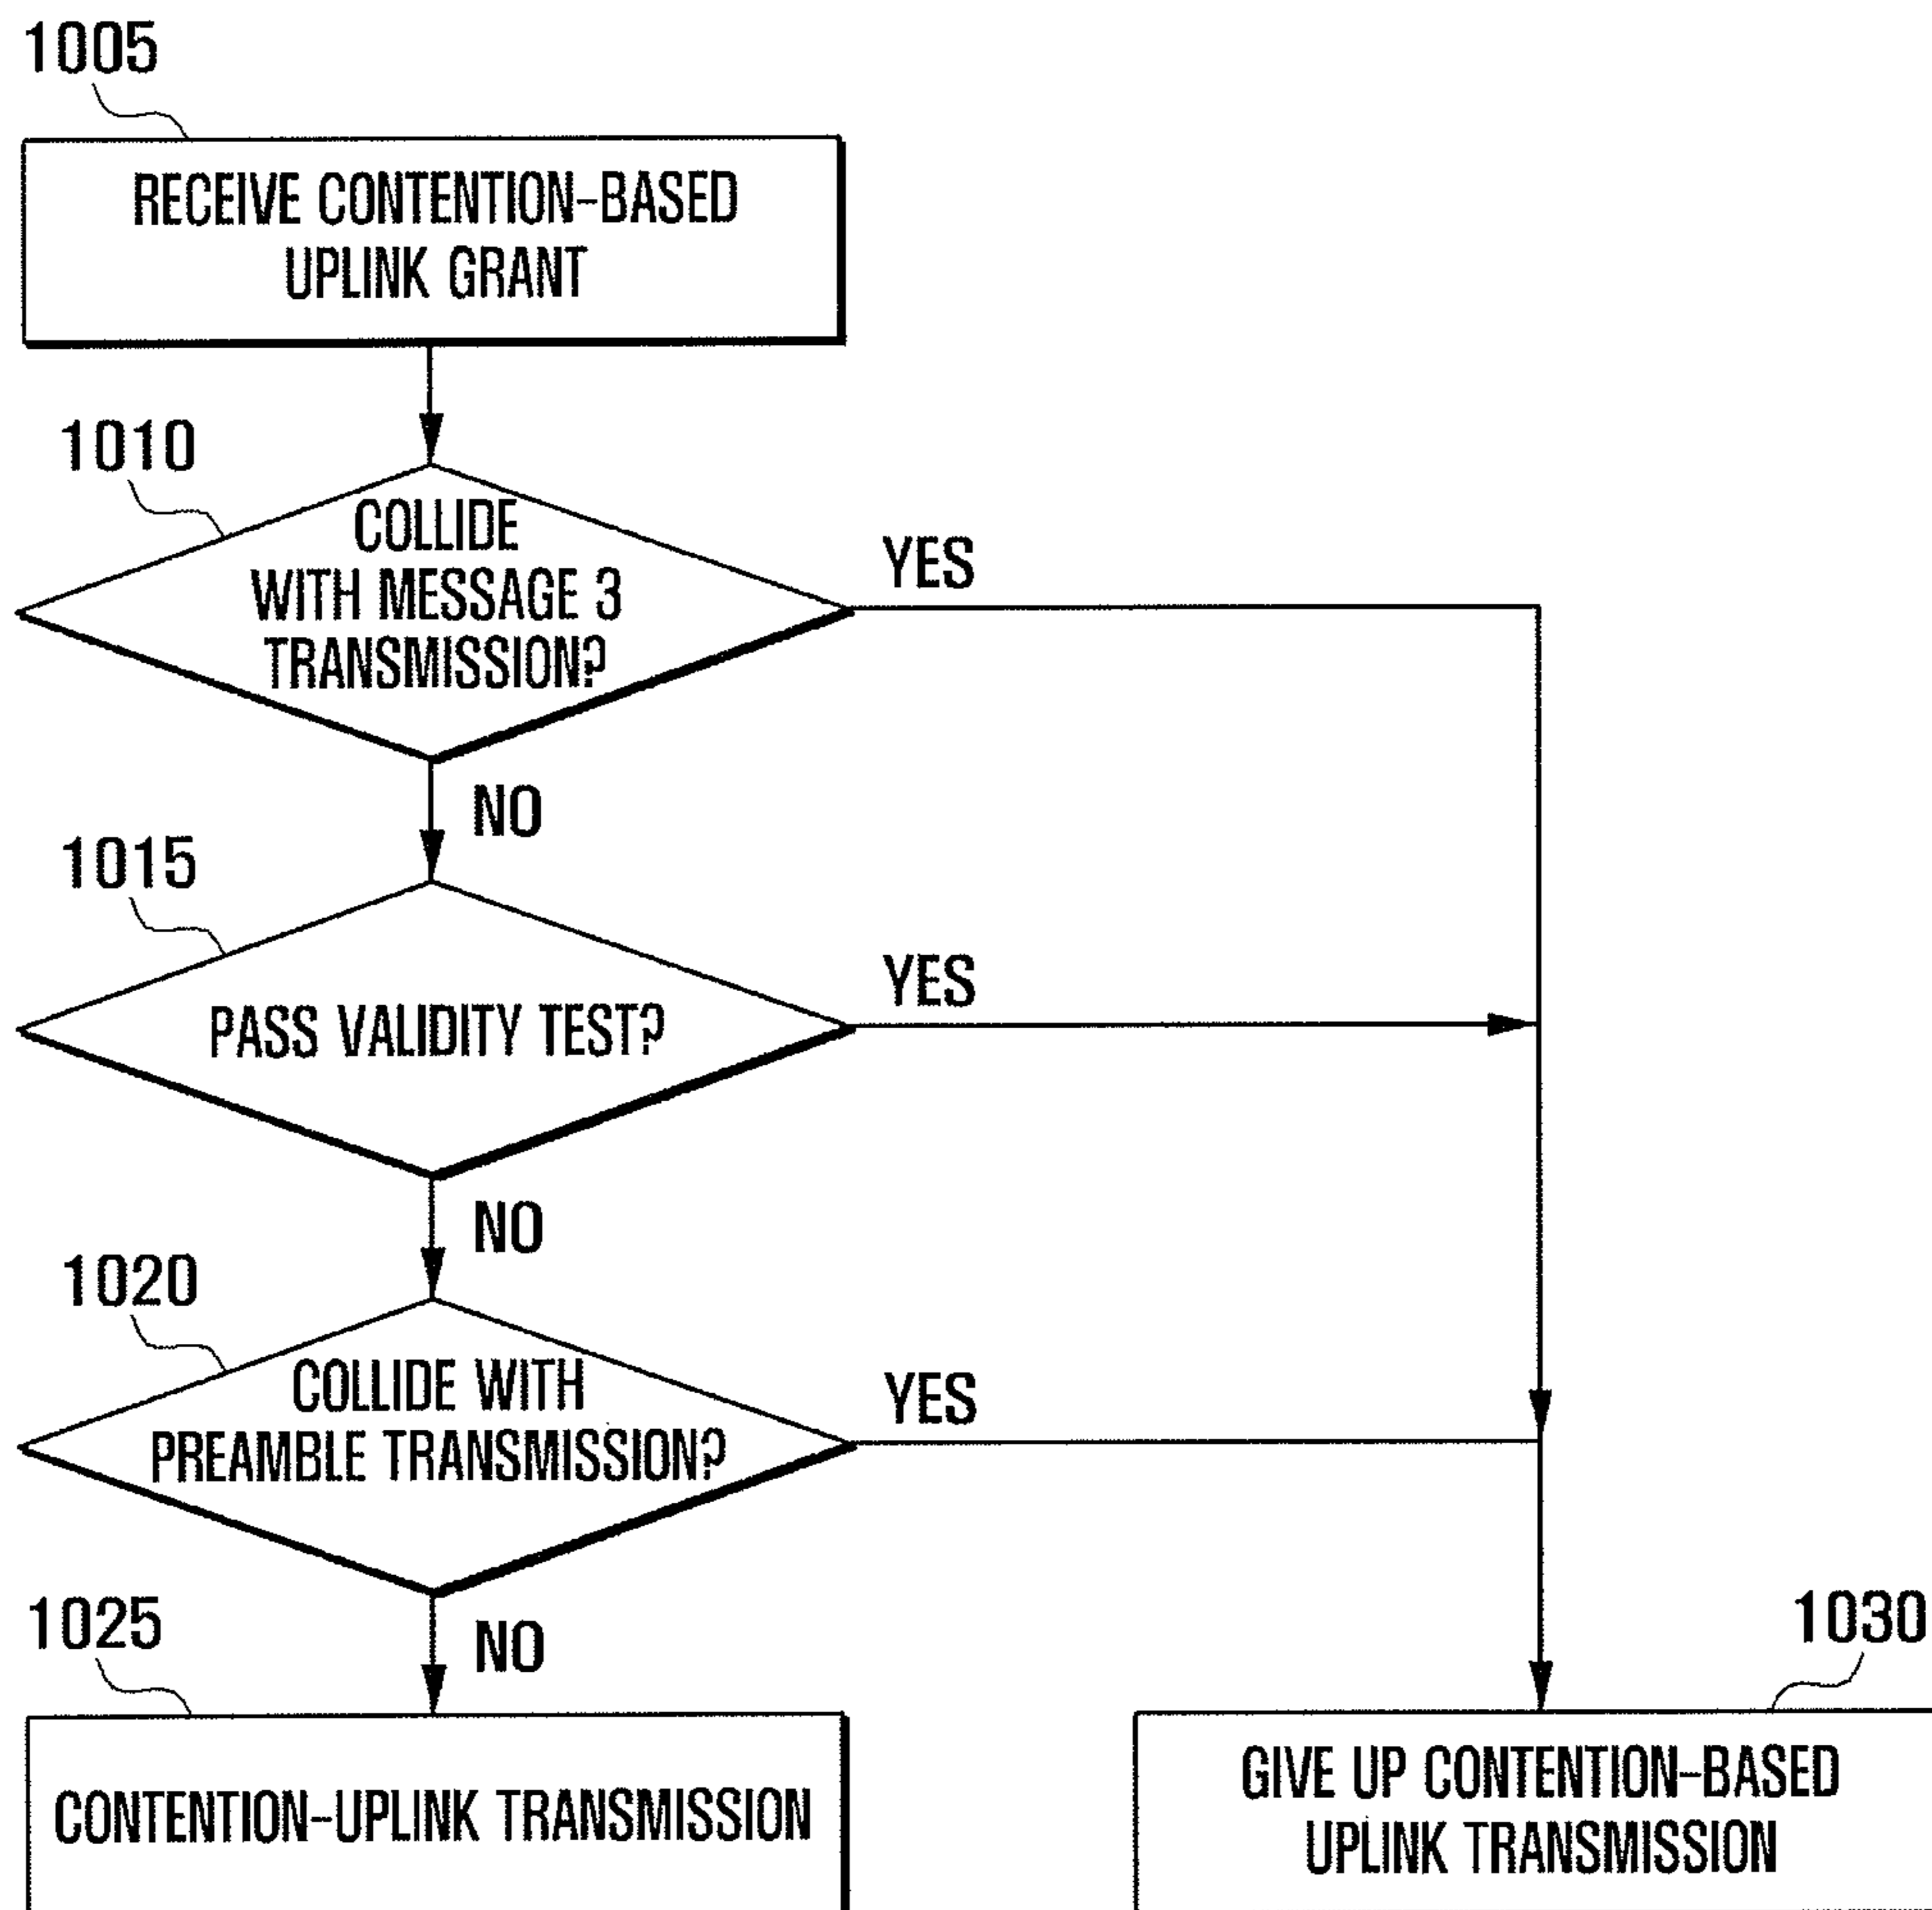 1005
RECEIVE CONTENTION-BASED
UPLINK GRANT
1010
COLLIDE
WITH MESSAGE 3
TRANSMISSION?
YES
NO
1015
PASS VALIDITY TEST?
YES
NO
1020
COLLIDE WITH
PREAMBLE TRANSMISSION?
YES
NO
1025
CONTENTION-UPLINK TRANSMISSION
1030
GIVE UP CONTENTION-BASED
UPLINK TRANSMISSION